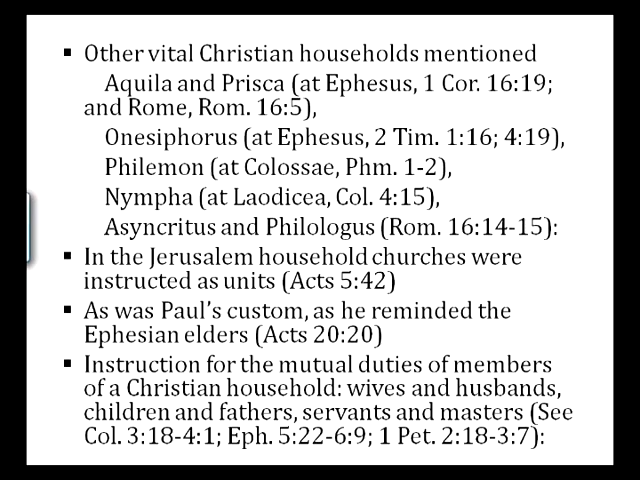 ▪ Other vital Christian households mentioned
Aquila and Prisca (at Ephesus, 1 Cor. 16:19;
and Rome, Rom. 16:5),
Onesiphorus (at Ephesus, 2 Tim. 1:16; 4:19),
Philemon (at Colossae, Phm. 1-2),
Nympha (at Laodicea, Col. 4:15),
Asyncritus and Philologus (Rom. 16:14-15):
▪ In the Jerusalem household churches were
instructed as units (Acts 5:42)
▪ As was Paul's custom, as he reminded the
Ephesian elders (Acts 20:20)
▪ Instruction for the mutual duties of members
of a Christian household: wives and husbands,
children and fathers, servants and masters (See
Col. 3:18-4:1; Eph. 5:22-6:9; 1 Pet. 2:18-3:7):